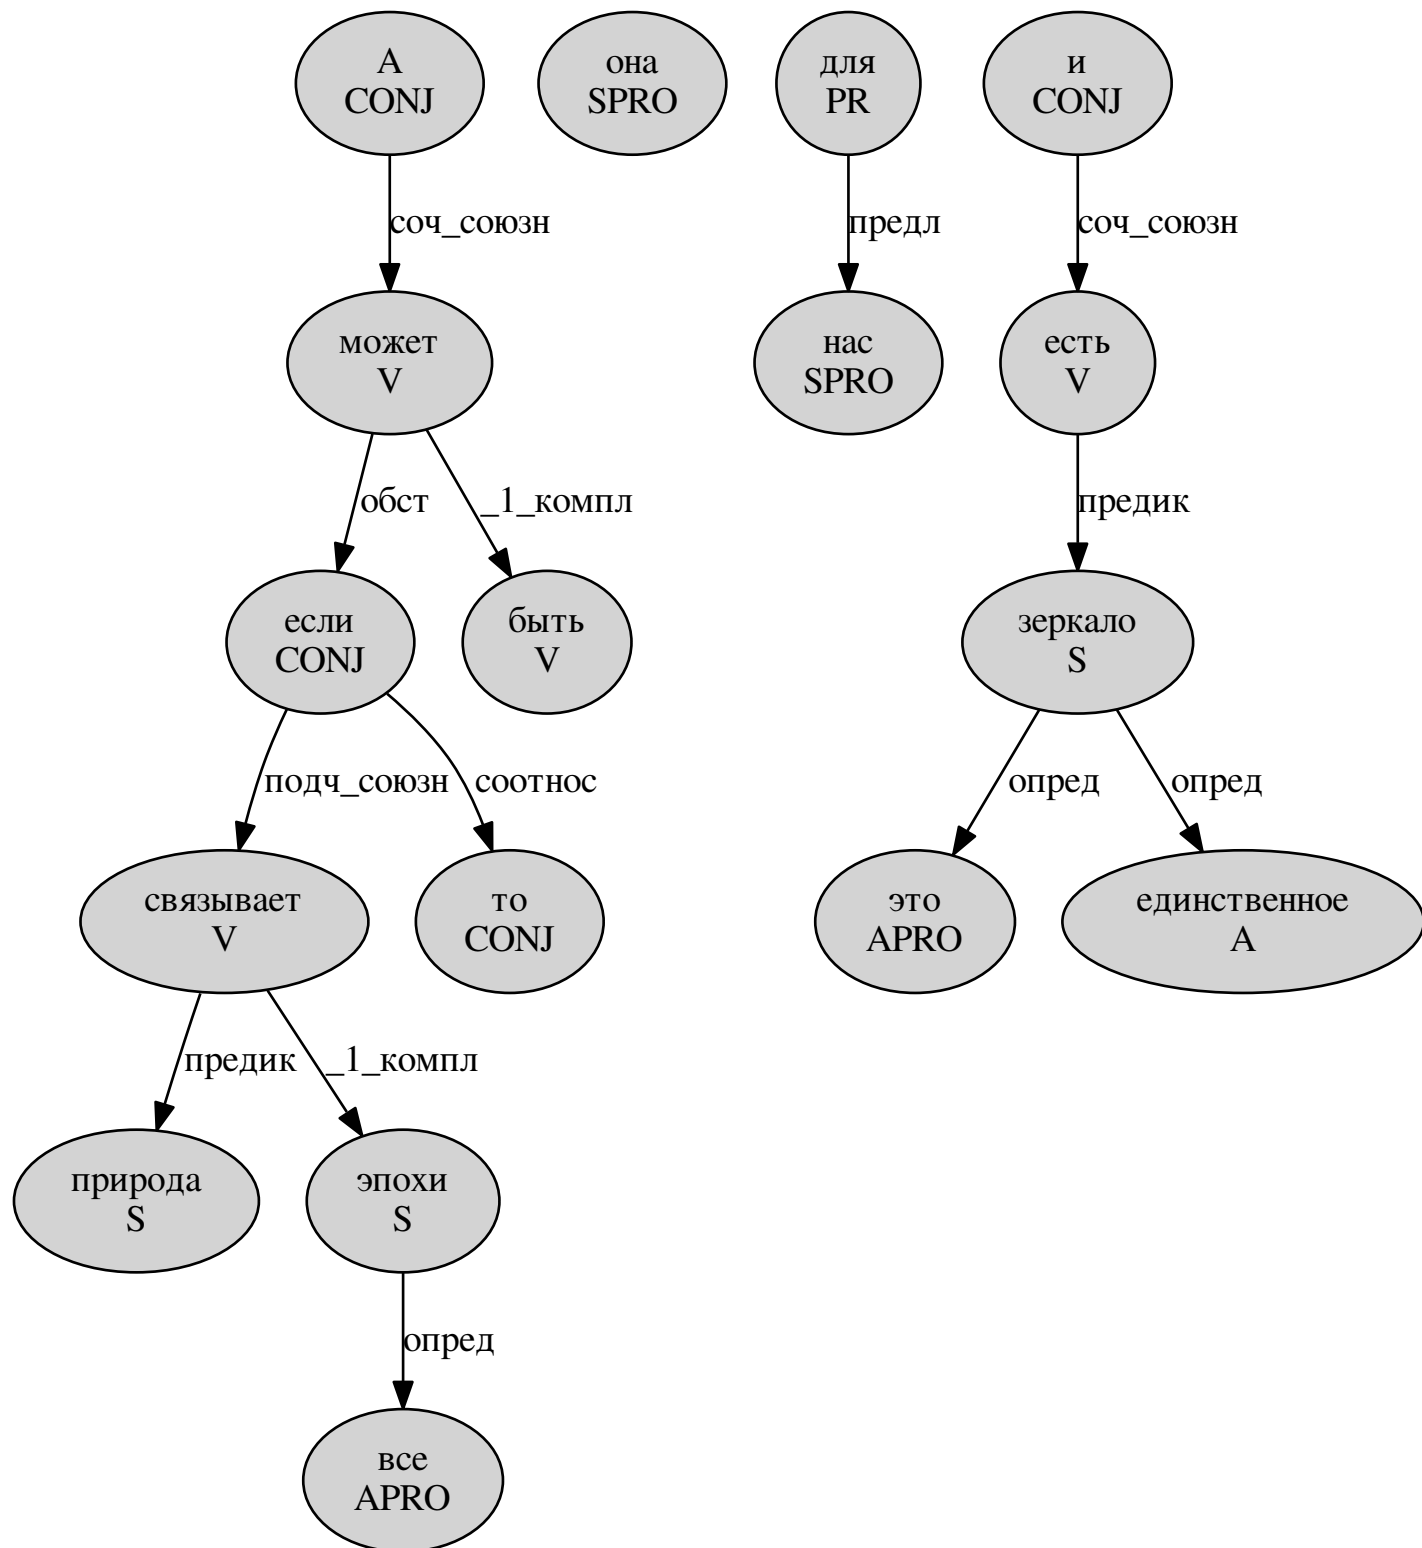 А
CONJ
она
SPRO
для
PR
и
CONJ
соч_союзн
предл
соч_союзн
может
V
нас
SPRO
есть
V
обст
_1_компл
предик
если
CONJ
быть
V
зеркало
S
подч_союзн
соотнос
опред
опред
связывает
V
то
CONJ
это
APRO
единственное
A
предик
_1_компл
природа
S
эпохи
S
опред
все
APRO